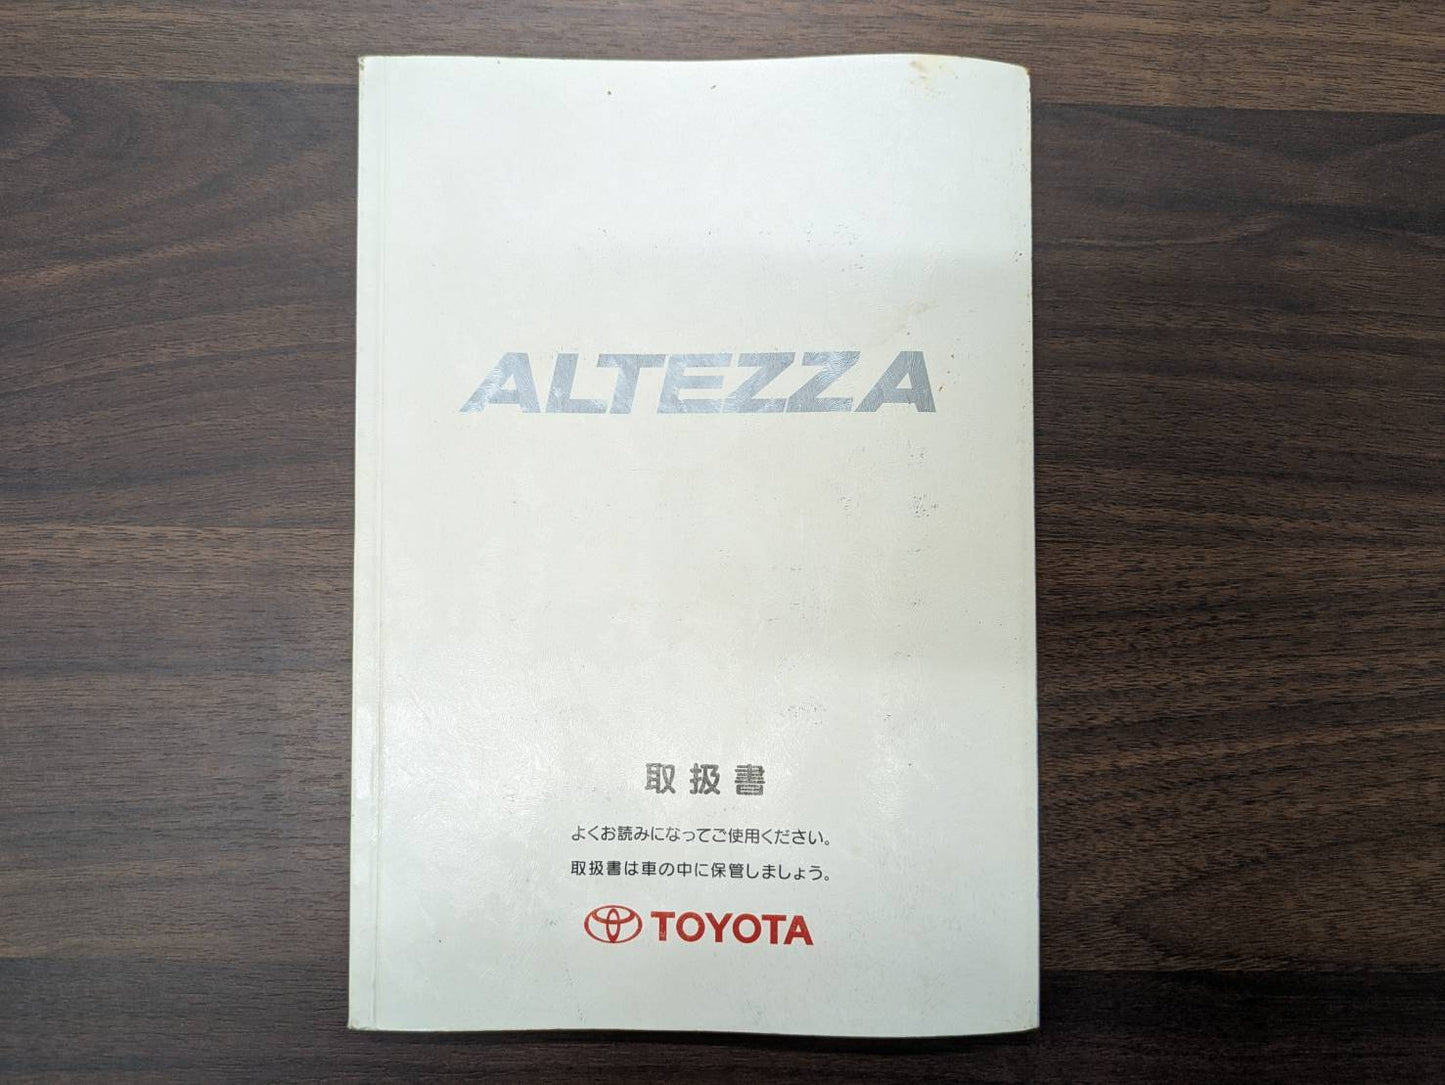 ALTEZZA
取扱書
よくお読みになってご使用ください。
取扱書は車の中に保管しましょう。
TOYOTA